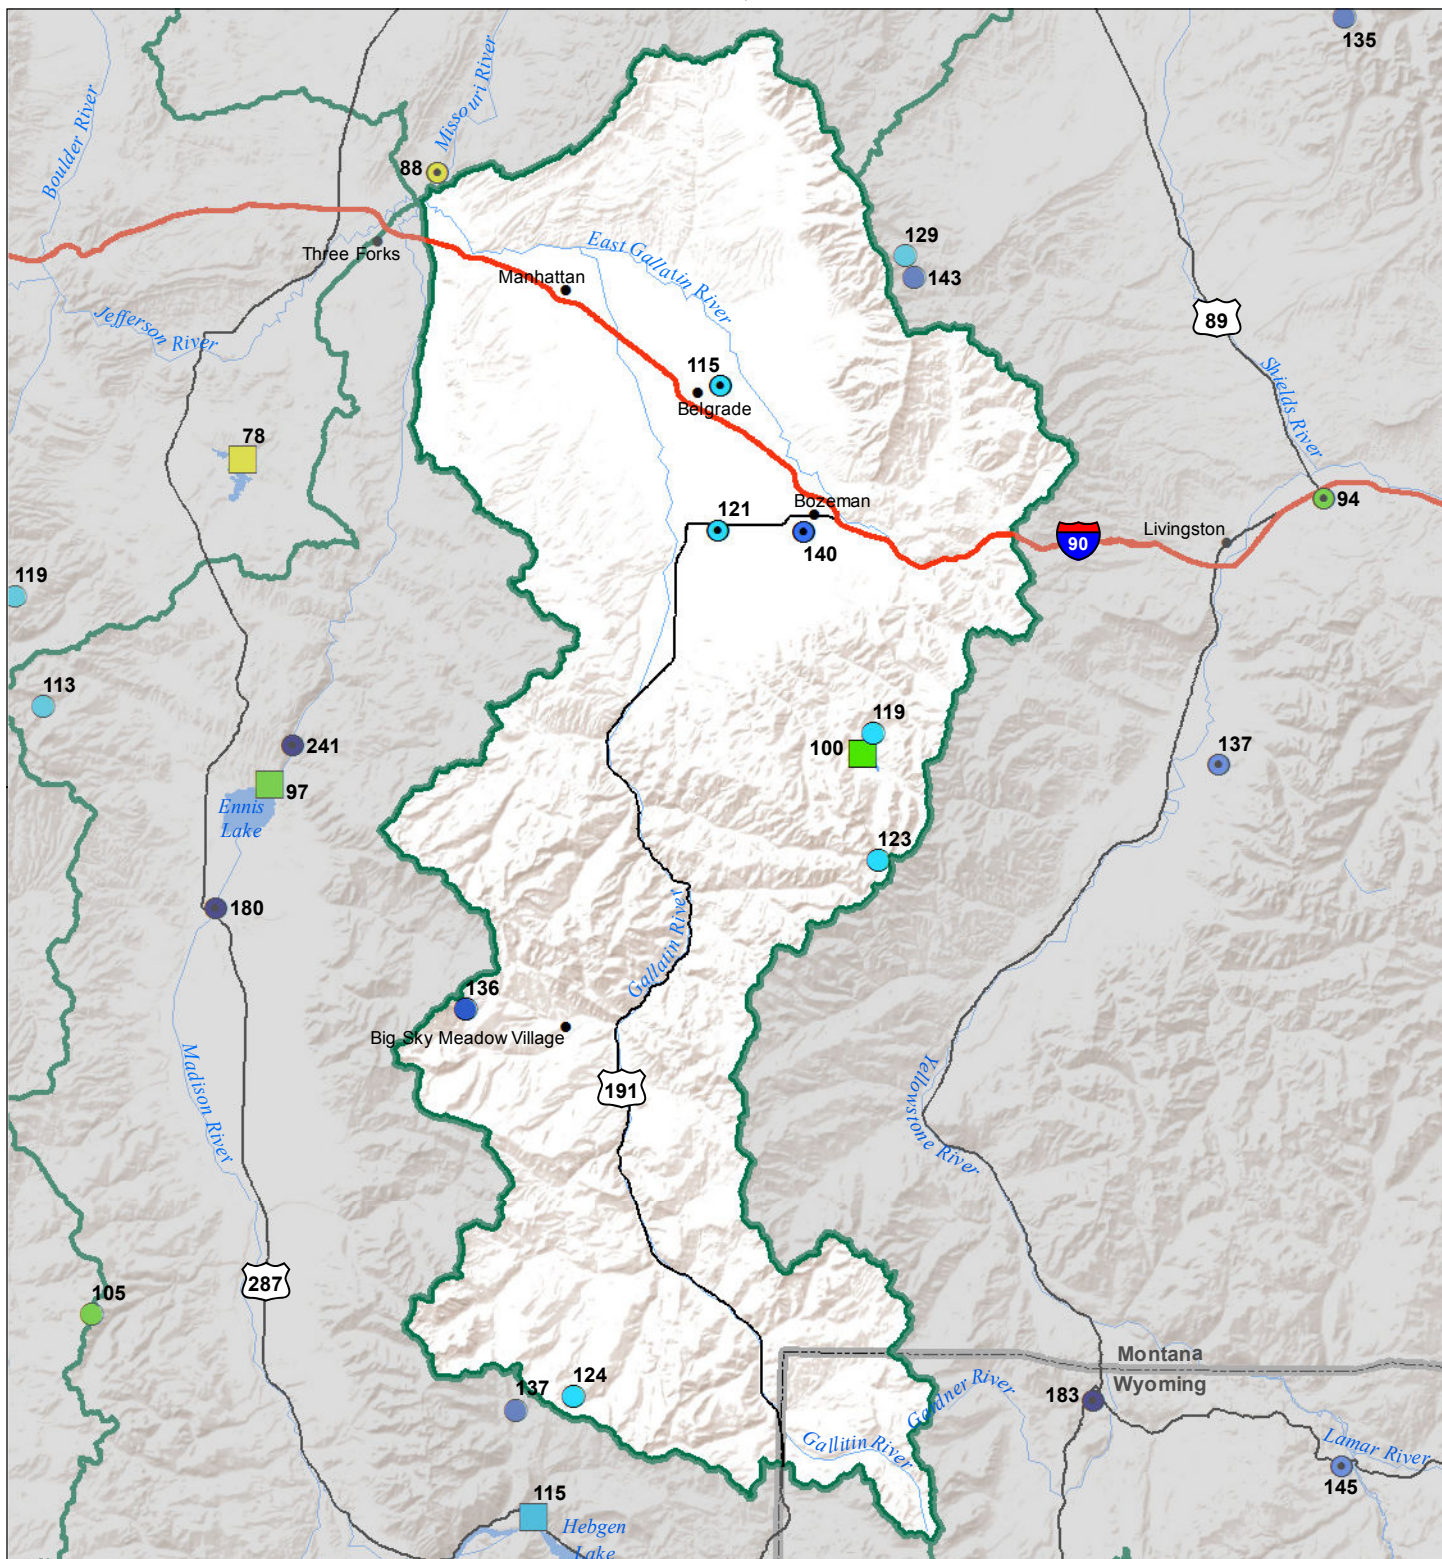 135
Missouri River
Boulder River
88
129
143
East Gallatin River
Three Forks
Manhattan
89
Jefferson River
115
Belgrade
Shields River
78
Bozeman
121
140
94
Livingston
90
119
113
119
100
137
241
97
Ennis
Lake
123
180
Gallatin River
136
Big Sky Meadow Village
Madison River
191
Yellowstone River
287
105
Montana
Wyoming
124
137
183
Gardner River
Gallitin River
Lamar River
145
115
Hebgen
Lake